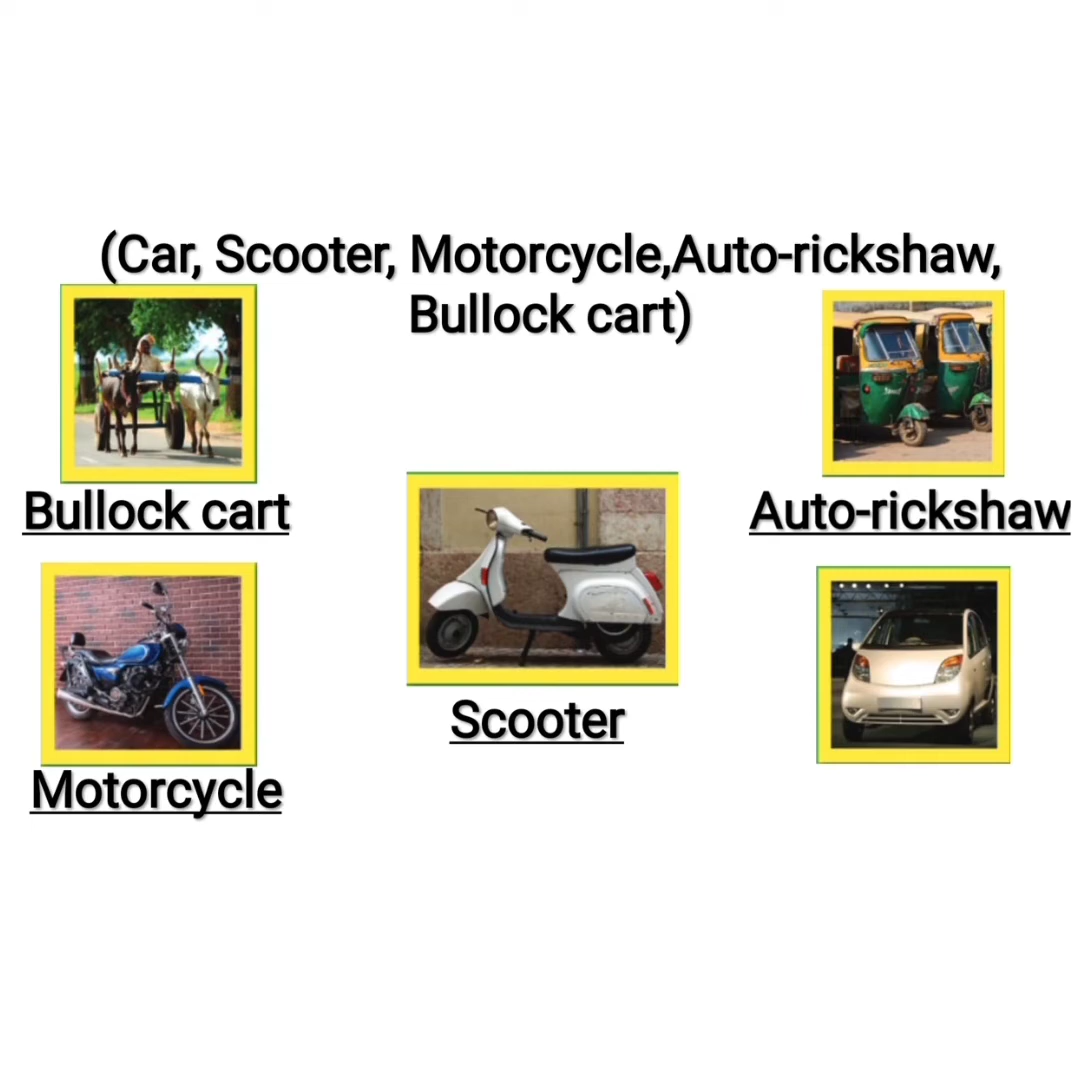 (Car, Scooter, Motorcycle,Auto-rickshaw,
Bullock cart)
Bullock cart
Auto-rickshaw
Scooter
Motorcycle